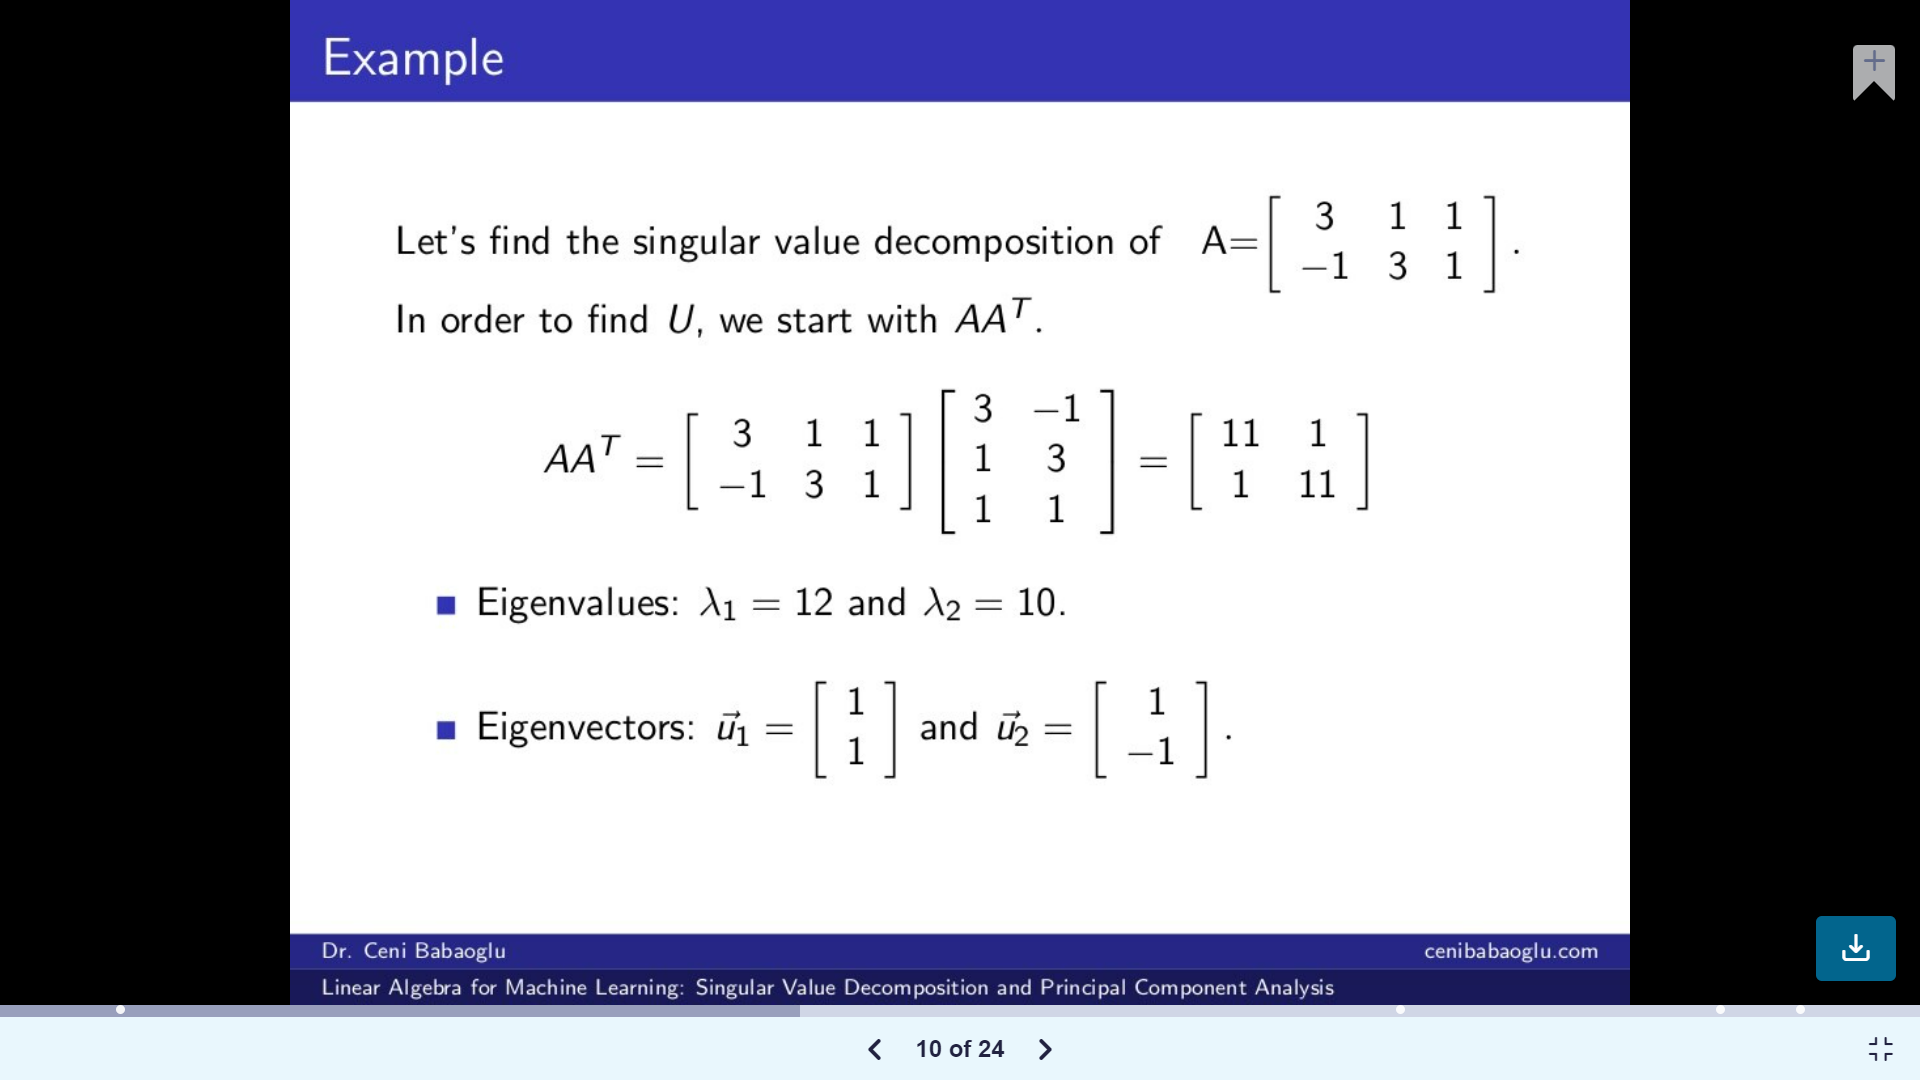 Example
Let's find the singular value decomposition of A=[ 3 1 1 ; −1 3 1 ].
In order to find U, we start with AAᵀ.
AAᵀ = [ 3 1 1 ; −1 3 1 ] [ 3 −1 ; 1 3 ; 1 1 ] = [ 11 1 ; 1 11 ]
Eigenvalues: λ₁ = 12 and λ₂ = 10.
Eigenvectors: u⃗₁ = [ 1 ; 1 ] and u⃗₂ = [ 1 ; −1 ].
Dr. Ceni Babaoglu cenibabaoglu.com
Linear Algebra for Machine Learning: Singular Value Decomposition and Principal Component Analysis
10 of 24